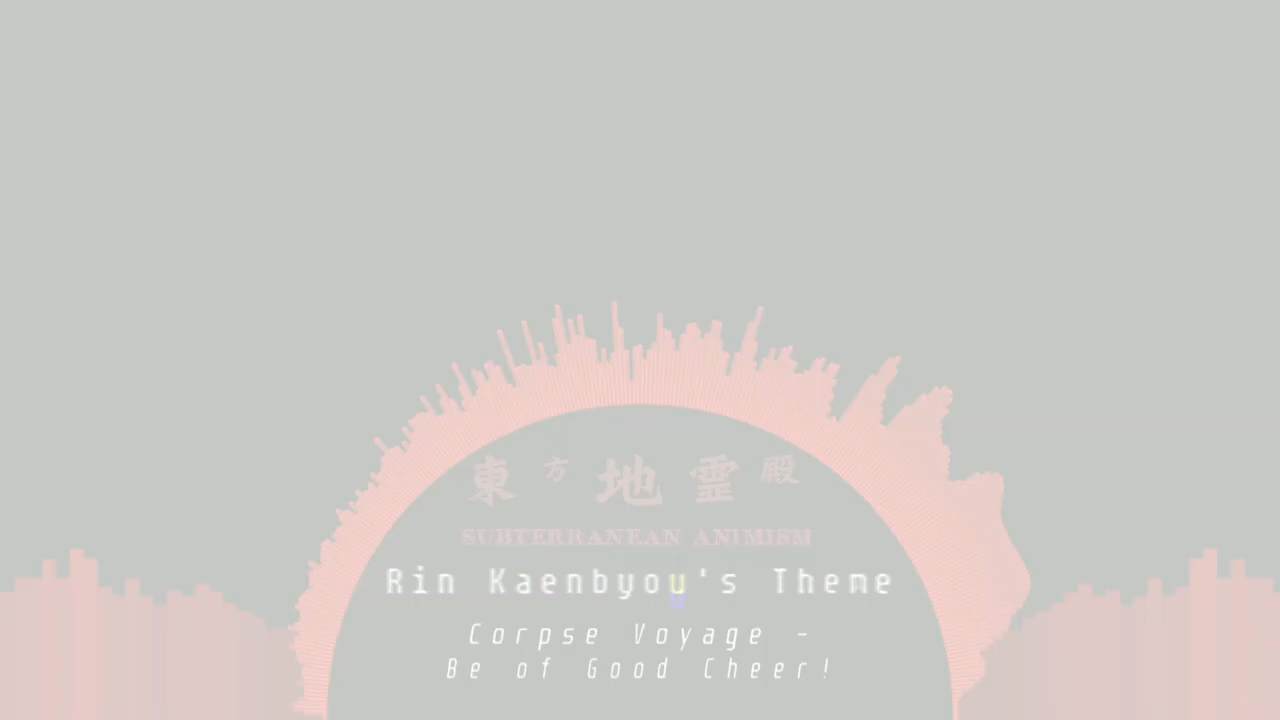 東方地霊殿
SUBTERRANEAN ANIMISM
Rin Kaenbyou's Theme
Corpse Voyage -
Be of Good Cheer!